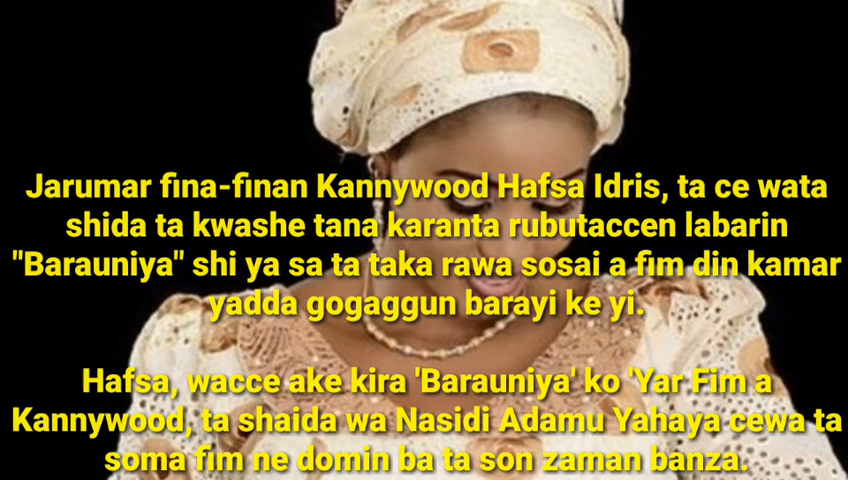 Jarumar fina-finan Kannywood Hafsa Idris, ta ce wata
shida ta kwashe tana karanta rubutaccen labarin
"Barauniya" shi ya sa ta taka rawa sosai a fim din kamar
yadda gogaggun barayi ke yi.
Hafsa, wacce ake kira 'Barauniya' ko 'Yar Fim a
Kannywood, ta shaida wa Nasidi Adamu Yahaya cewa ta
soma fim ne domin ba ta son zaman banza.